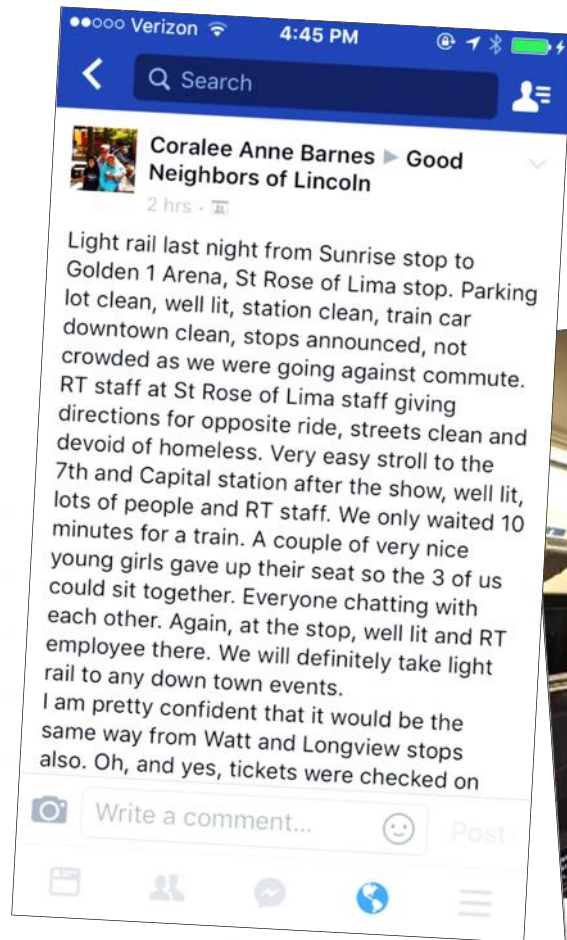 Verizon 4:45 PM
Search
Coralee Anne Barnes ▶ Good
Neighbors of Lincoln
2 hrs ·
Light rail last night from Sunrise stop to
Golden 1 Arena, St Rose of Lima stop. Parking
lot clean, well lit, station clean, train car
downtown clean, stops announced, not
crowded as we were going against commute.
RT staff at St Rose of Lima staff giving
directions for opposite ride, streets clean and
devoid of homeless. Very easy stroll to the
7th and Capital station after the show, well lit,
lots of people and RT staff. We only waited 10
minutes for a train. A couple of very nice
young girls gave up their seat so the 3 of us
could sit together. Everyone chatting with
each other. Again, at the stop, well lit and RT
employee there. We will definitely take light
rail to any down town events.
I am pretty confident that it would be the
same way from Watt and Longview stops
also. Oh, and yes, tickets were checked on
Write a comment... Post